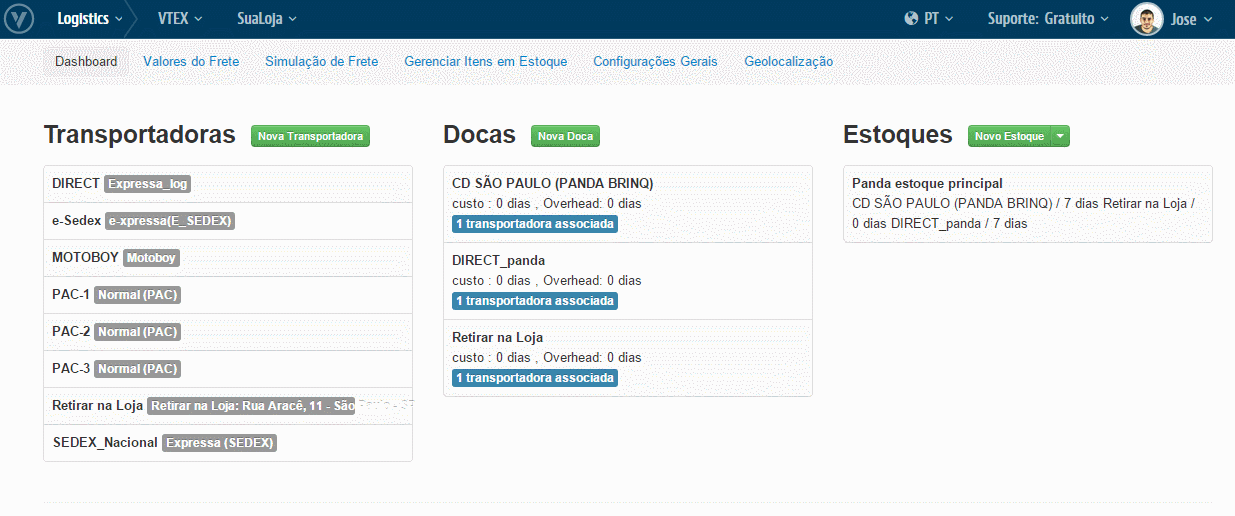 Logistics VTEX SuaLoja PT Suporte: Gratuito Jose
Dashboard Valores do Frete Simulação de Frete Gerenciar Itens em Estoque Configurações Gerais Geolocalização
Transportadoras Nova Transportadora
DIRECT Expressa_log
e-Sedex e-xpressa(E_SEDEX)
MOTOBOY Motoboy
PAC-1 Normal (PAC)
PAC-2 Normal (PAC)
PAC-3 Normal (PAC)
Retirar na Loja Retirar na Loja: Rua Aracê, 11 - São Paulo - SP
SEDEX_Nacional Expressa (SEDEX)
Docas Nova Doca
CD SÃO PAULO (PANDA BRINQ)
custo : 0 dias , Overhead: 0 dias
1 transportadora associada
DIRECT_panda
custo : 0 dias , Overhead: 0 dias
1 transportadora associada
Retirar na Loja
custo : 0 dias , Overhead: 0 dias
1 transportadora associada
Estoques Novo Estoque
Panda estoque principal
CD SÃO PAULO (PANDA BRINQ) / 7 dias Retirar na Loja /
0 dias DIRECT_panda / 7 dias